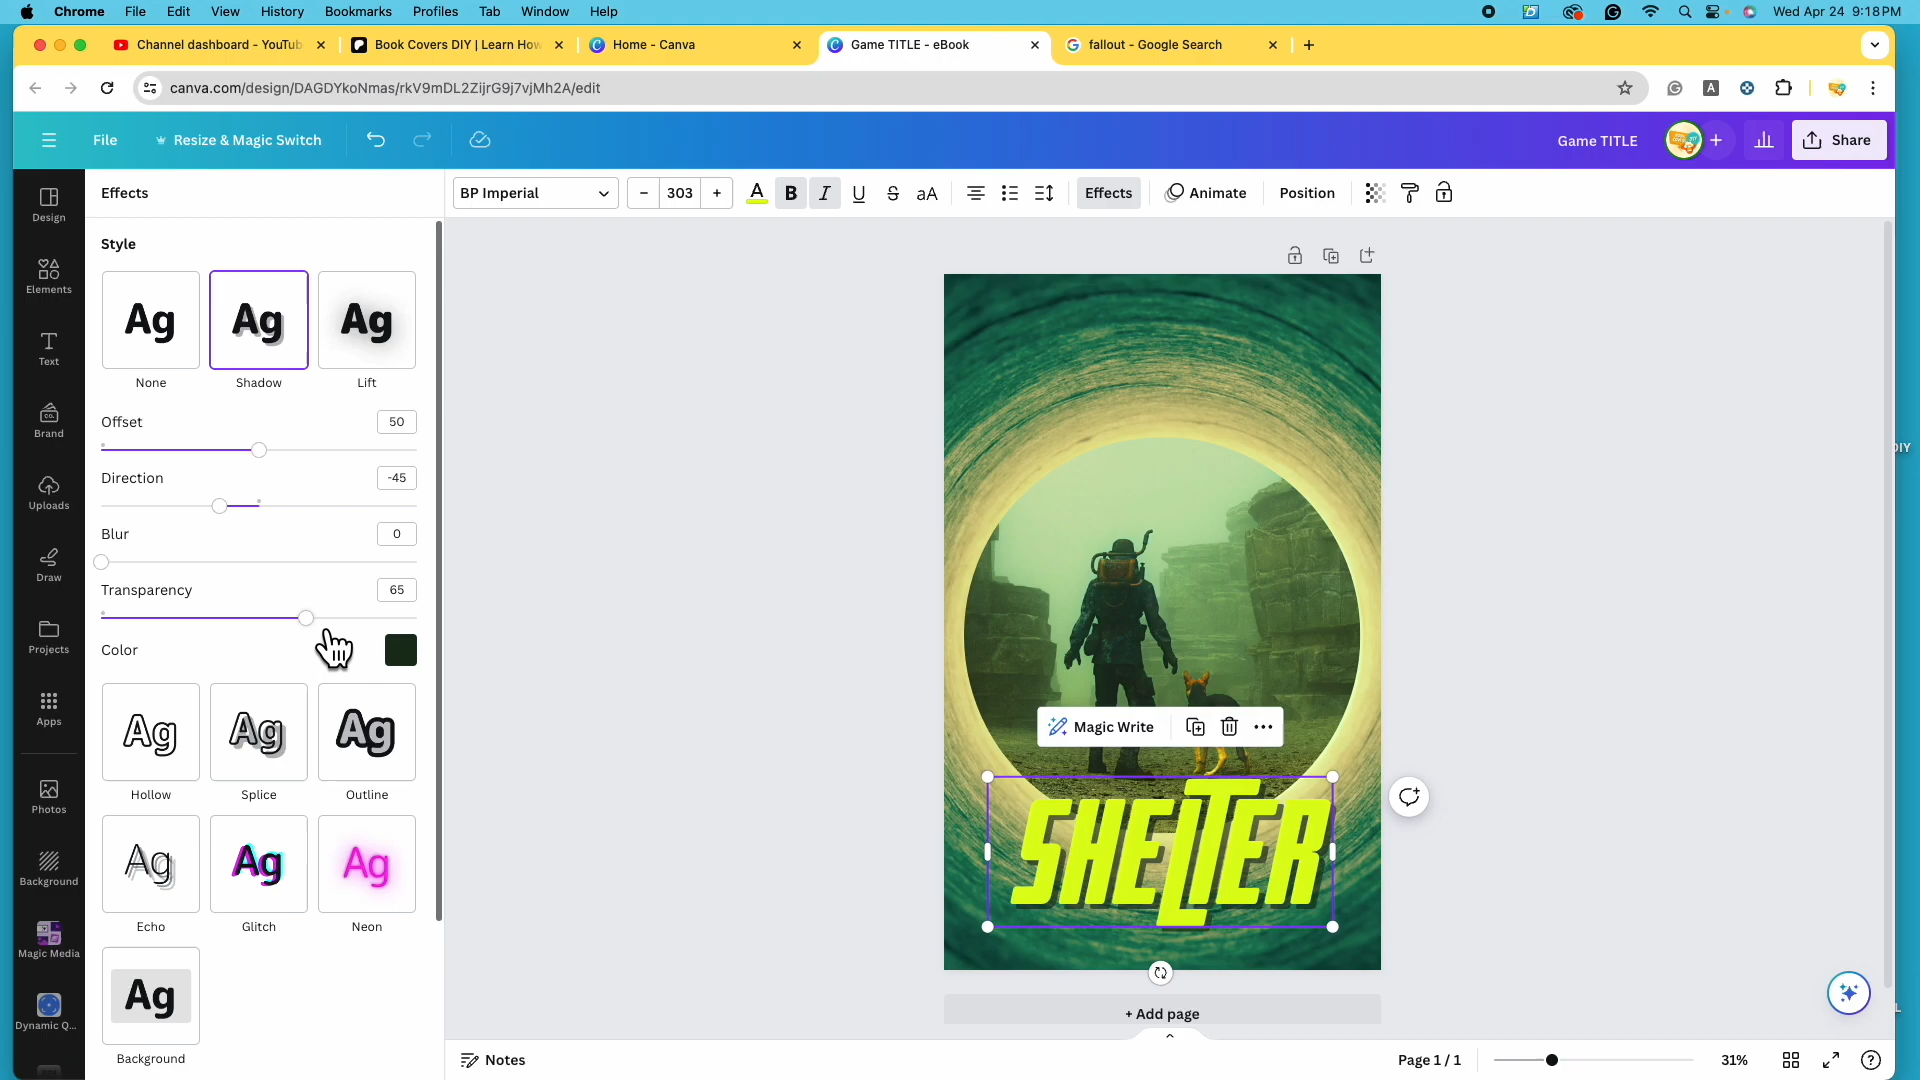 Chrome File Edit View History Bookmarks Profiles Tab Window Help Wed Apr 24 9:18 PM
Channel dashboard - YouTub Book Covers DIY | Learn How Home - Canva Game TITLE - eBook fallout - Google Search
canva.com/design/DAGDYkoNmas/rkV9mDL2ZijrG9j7vjMh2A/edit
File Resize & Magic Switch Game TITLE Share
Effects BP Imperial 303 A B I U S aA Effects Animate Position
Design
Elements
Text
Brand
Uploads
Draw
Projects
Apps
Photos
Background
Magic Media
Dynamic Q...
Style
Ag Ag Ag
None Shadow Lift
Offset 50
Direction -45
Blur 0
Transparency 65
Color
Ag Ag Ag
Hollow Splice Outline
Ag Ag Ag
Echo Glitch Neon
Ag
Background
Magic Write
SHELTER
+ Add page
Notes Page 1 / 1 31%
DIY